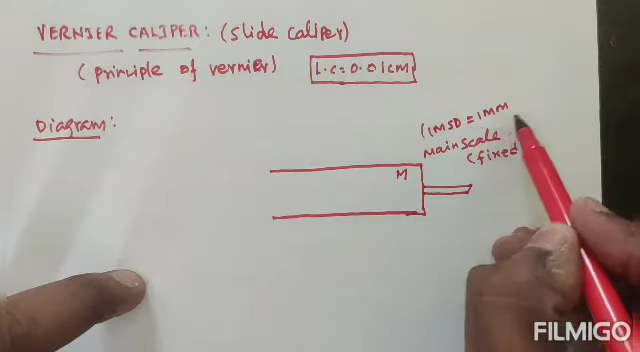 VERNIER CALIPER: (slide caliper)
(principle of vernier) L.C = 0.01cm
Diagram:
(1MSD = 1MM
Mainscale
(fixed
M
FILMIGO